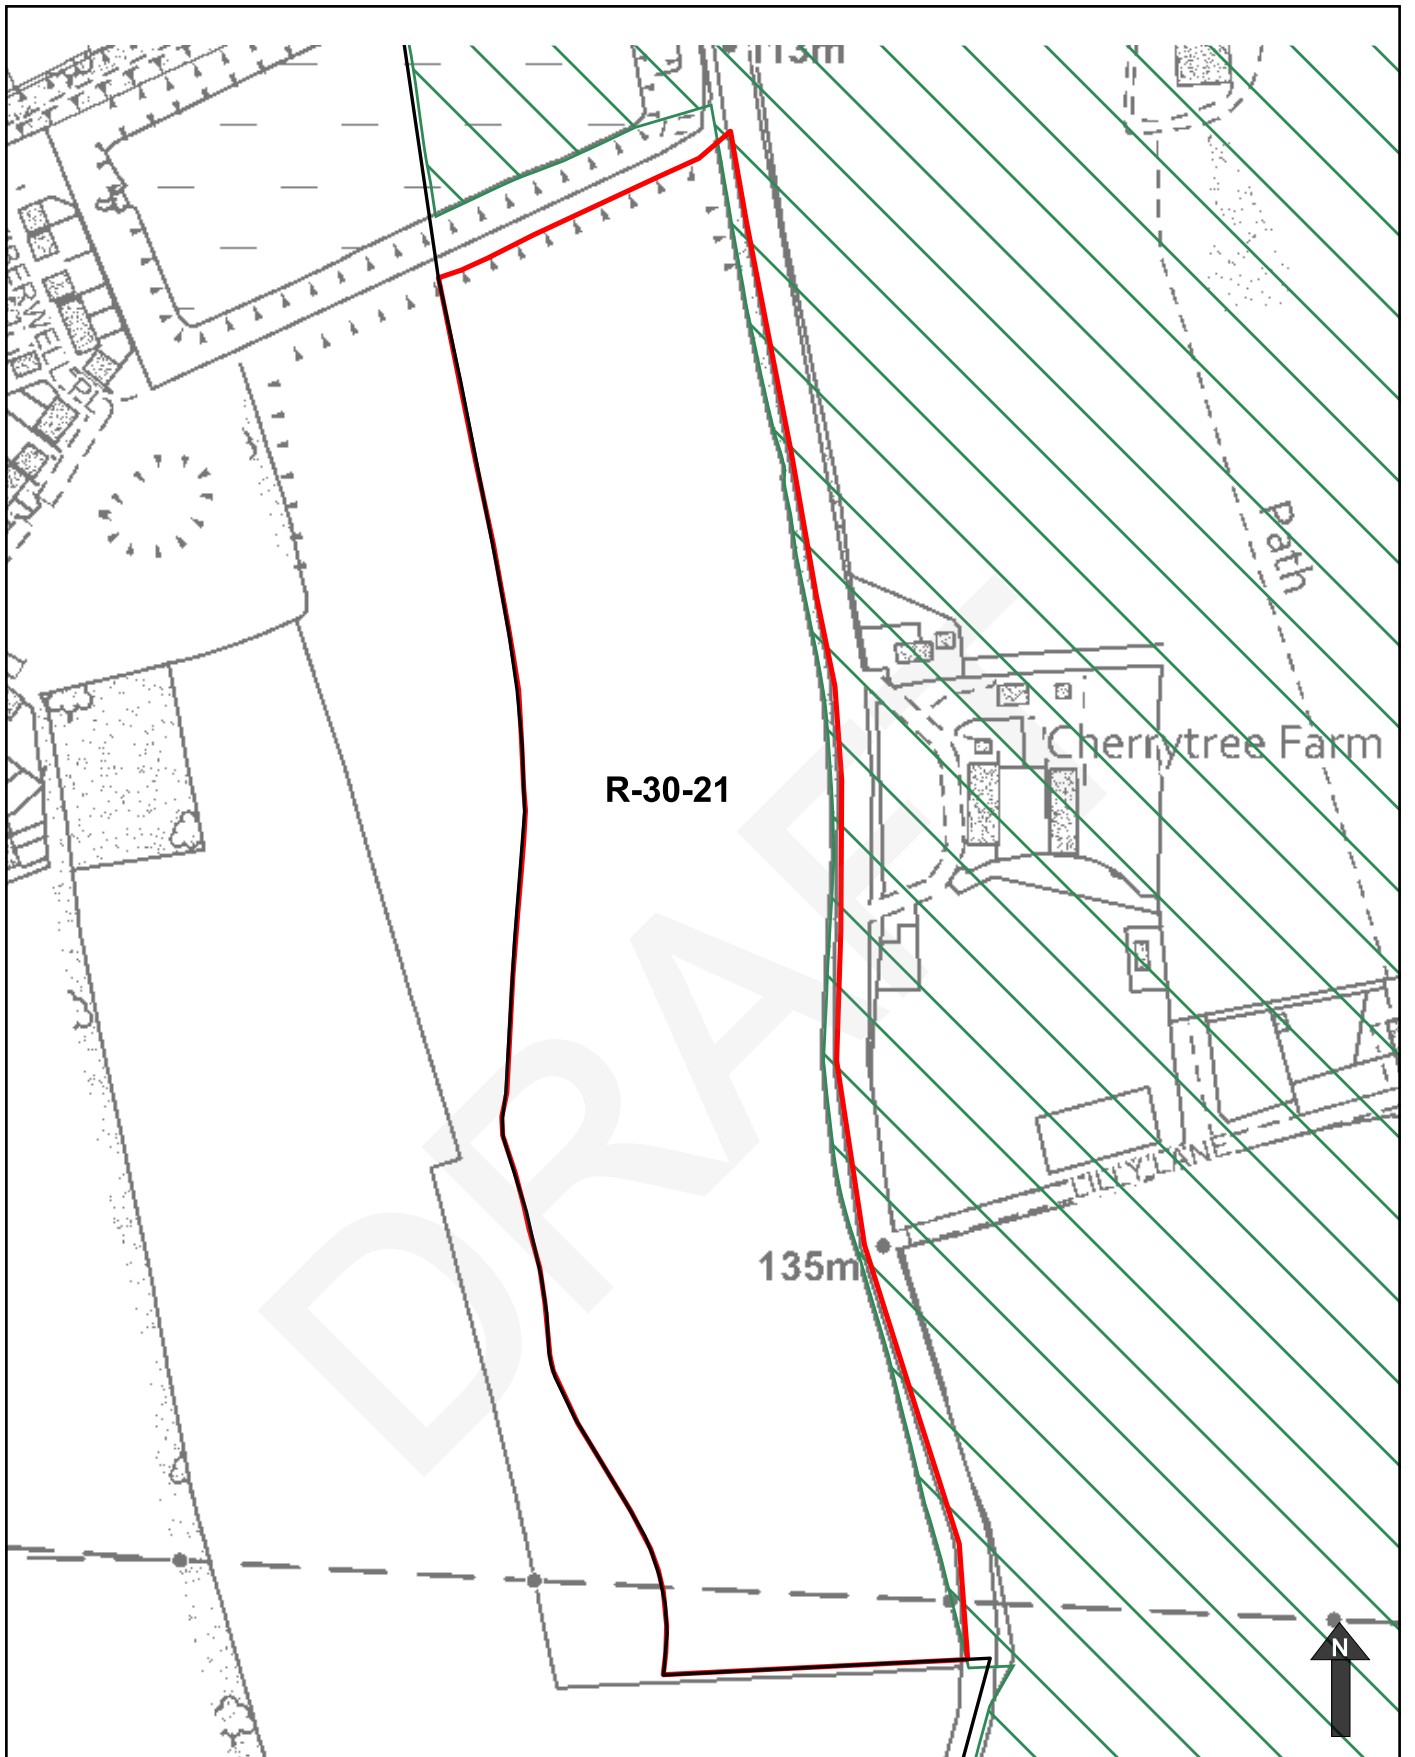 113m
Path
Cherrytree Farm
R-30-21
DRAFT
LILLY LANE
135m
N